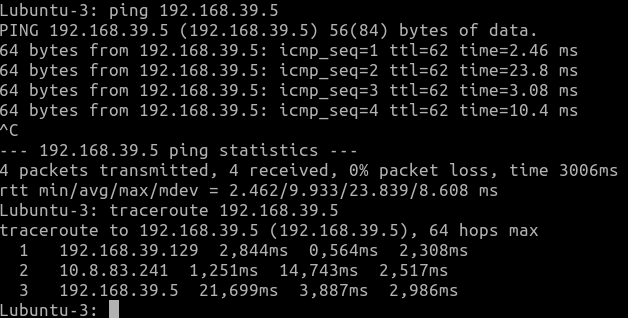 Lubuntu-3: ping 192.168.39.5
PING 192.168.39.5 (192.168.39.5) 56(84) bytes of data.
64 bytes from 192.168.39.5: icmp_seq=1 ttl=62 time=2.46 ms
64 bytes from 192.168.39.5: icmp_seq=2 ttl=62 time=23.8 ms
64 bytes from 192.168.39.5: icmp_seq=3 ttl=62 time=3.08 ms
64 bytes from 192.168.39.5: icmp_seq=4 ttl=62 time=10.4 ms
^C
--- 192.168.39.5 ping statistics ---
4 packets transmitted, 4 received, 0% packet loss, time 3006ms
rtt min/avg/max/mdev = 2.462/9.933/23.839/8.608 ms
Lubuntu-3: traceroute 192.168.39.5
traceroute to 192.168.39.5 (192.168.39.5), 64 hops max
  1   192.168.39.129  2,844ms  0,564ms  2,308ms
  2   10.8.83.241  1,251ms  14,743ms  2,517ms
  3   192.168.39.5  21,699ms  3,887ms  2,986ms
Lubuntu-3: